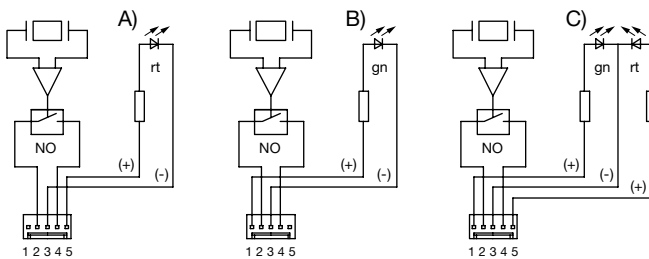 A)
rt
NO
(+)
(-)
1 2 3 4 5
B)
gn
NO
(+)
(-)
1 2 3 4 5
C)
gn rt
NO
(+)
(-)
(+)
1 2 3 4 5